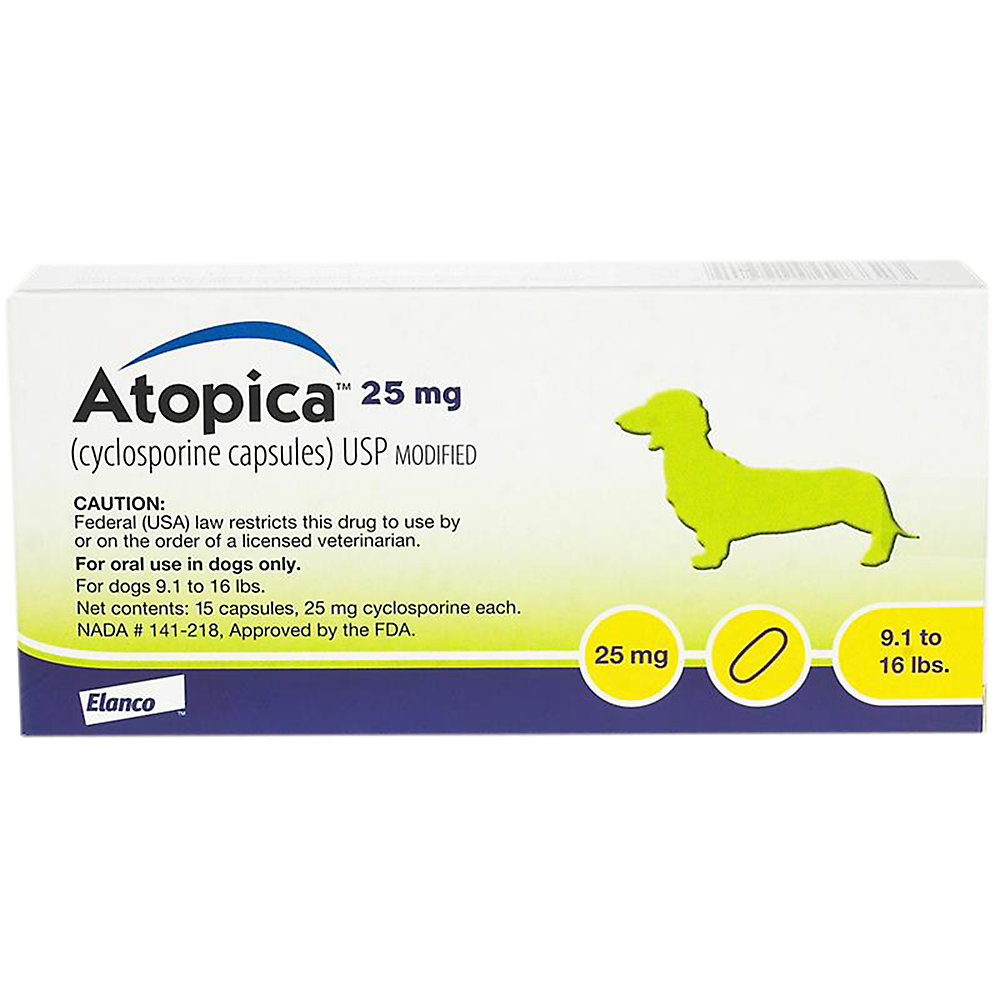 Atopica™ 25 mg
(cyclosporine capsules) USP MODIFIED
CAUTION:
Federal (USA) law restricts this drug to use by
or on the order of a licensed veterinarian.
For oral use in dogs only.
For dogs 9.1 to 16 lbs.
Net contents: 15 capsules, 25 mg cyclosporine each.
NADA # 141-218, Approved by the FDA.
25 mg
9.1 to
16 lbs.
Elanco™